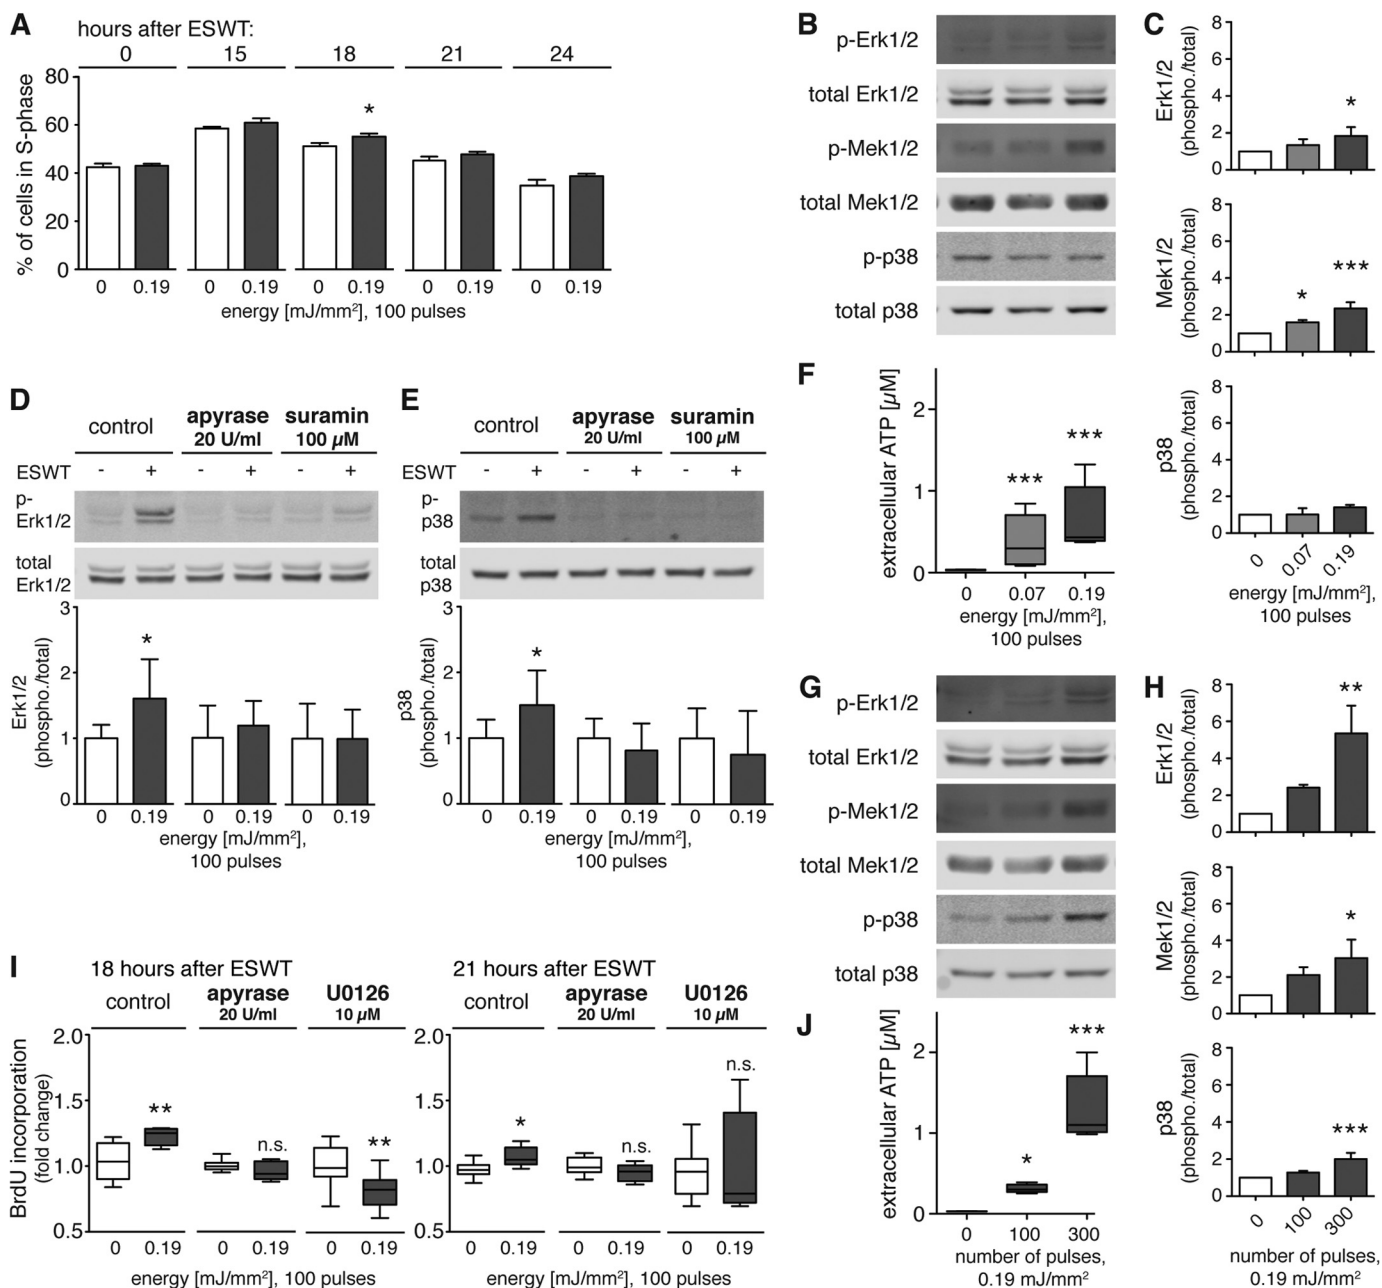 A
hours after ESWT:
0 15 18 21 24
% of cells in S-phase
80
60
40
20
0
*
0 0.19 0 0.19 0 0.19 0 0.19 0 0.19
energy [mJ/mm²], 100 pulses
B
p-Erk1/2
total Erk1/2
p-Mek1/2
total Mek1/2
p-p38
total p38
C
Erk1/2
(phospho./total)
8
6
4
2
0
*
Mek1/2
(phospho./total)
8
6
4
2
0
* ***
p38
(phospho./total)
8
6
4
2
0
0 0.07 0.19
energy [mJ/mm²],
100 pulses
D
control apyrase suramin
20 U/ml 100 µM
ESWT - + - + - +
p-
Erk1/2
total
Erk1/2
Erk1/2
(phospho./total)
3
2
1
0
*
0 0.19 0 0.19 0 0.19
energy [mJ/mm²],
100 pulses
E
control apyrase suramin
20 U/ml 100 µM
ESWT - + - + - +
p-
p38
total
p38
p38
(phospho./total)
3
2
1
0
*
0 0.19 0 0.19 0 0.19
energy [mJ/mm²],
100 pulses
F
extracellular ATP [µM]
2
1
0
*** ***
0 0.07 0.19
energy [mJ/mm²],
100 pulses
G
p-Erk1/2
total Erk1/2
p-Mek1/2
total Mek1/2
p-p38
total p38
H
Erk1/2
(phospho./total)
8
6
4
2
0
**
Mek1/2
(phospho./total)
8
6
4
2
0
*
p38
(phospho./total)
8
6
4
2
0
***
0 100 300
number of pulses,
0.19 mJ/mm²
I
18 hours after ESWT
control apyrase U0126
20 U/ml 10 µM
BrdU incorporation
(fold change)
2.0
1.5
1.0
0.5
** n.s. **
0 0.19 0 0.19 0 0.19
energy [mJ/mm²], 100 pulses
21 hours after ESWT
control apyrase U0126
20 U/ml 10 µM
2.0
1.5
1.0
0.5
* n.s. n.s.
0 0.19 0 0.19 0 0.19
energy [mJ/mm²], 100 pulses
J
extracellular ATP [µM]
2
1
0
* ***
0 100 300
number of pulses,
0.19 mJ/mm²